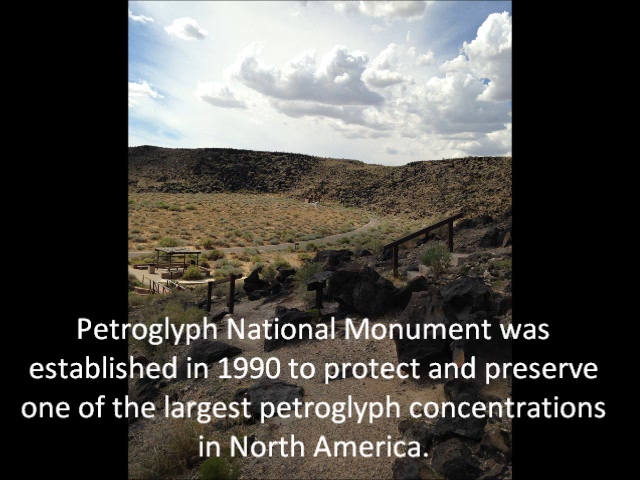 Petroglyph National Monument was
established in 1990 to protect and preserve
one of the largest petroglyph concentrations
in North America.